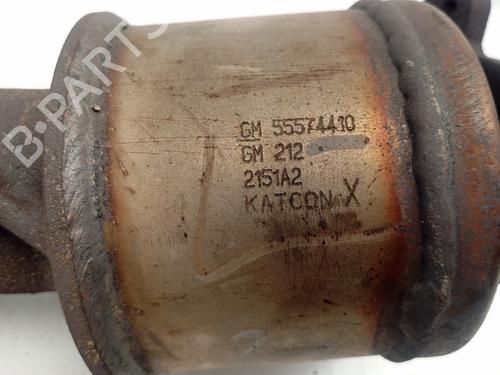 B-PARTS
GM 55574410
GM 212
2151A2
KATCON X